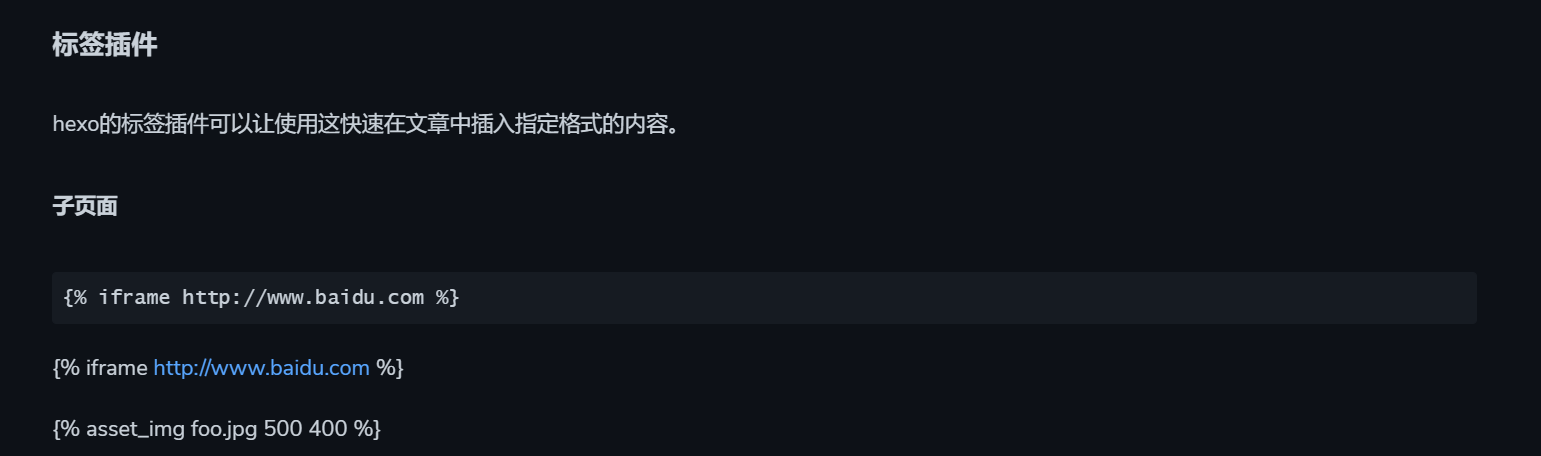 标签插件
hexo的标签插件可以让使用这快速在文章中插入指定格式的内容。
子页面
{% iframe http://www.baidu.com %}
{% iframe http://www.baidu.com %}
{% asset_img foo.jpg 500 400 %}